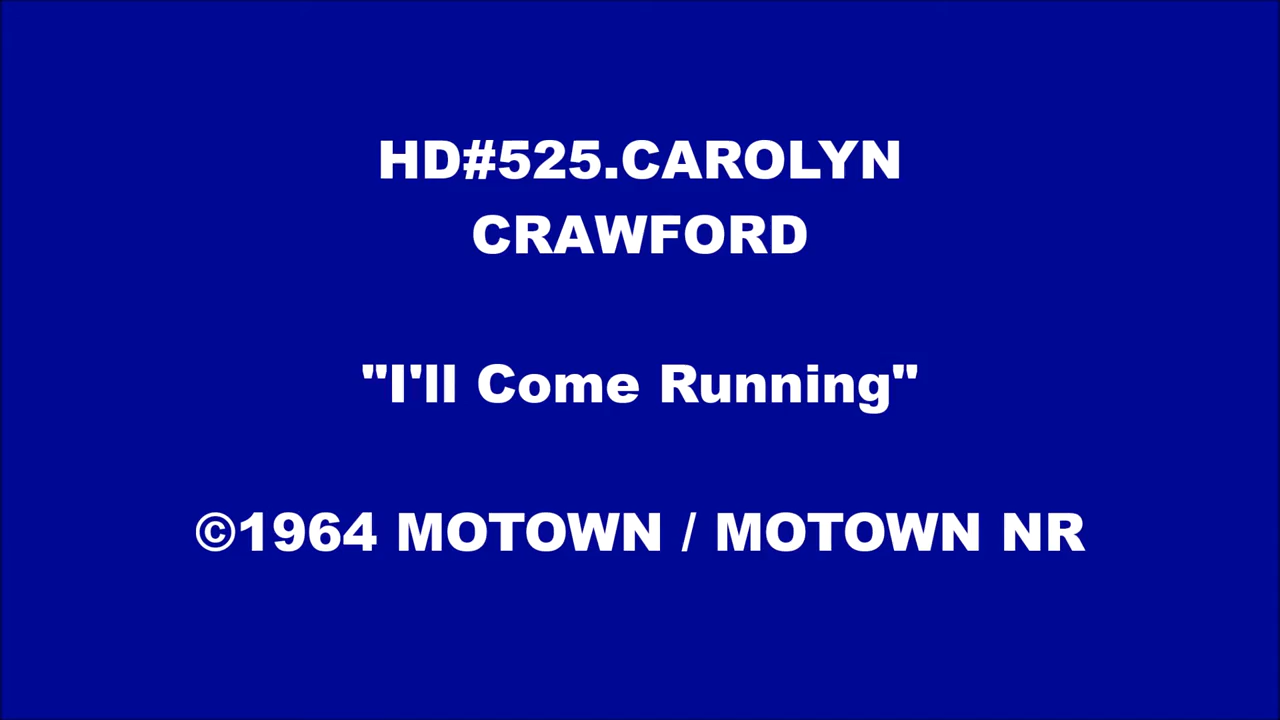 HD#525.CAROLYN
CRAWFORD
"I'll Come Running"
©1964 MOTOWN / MOTOWN NR